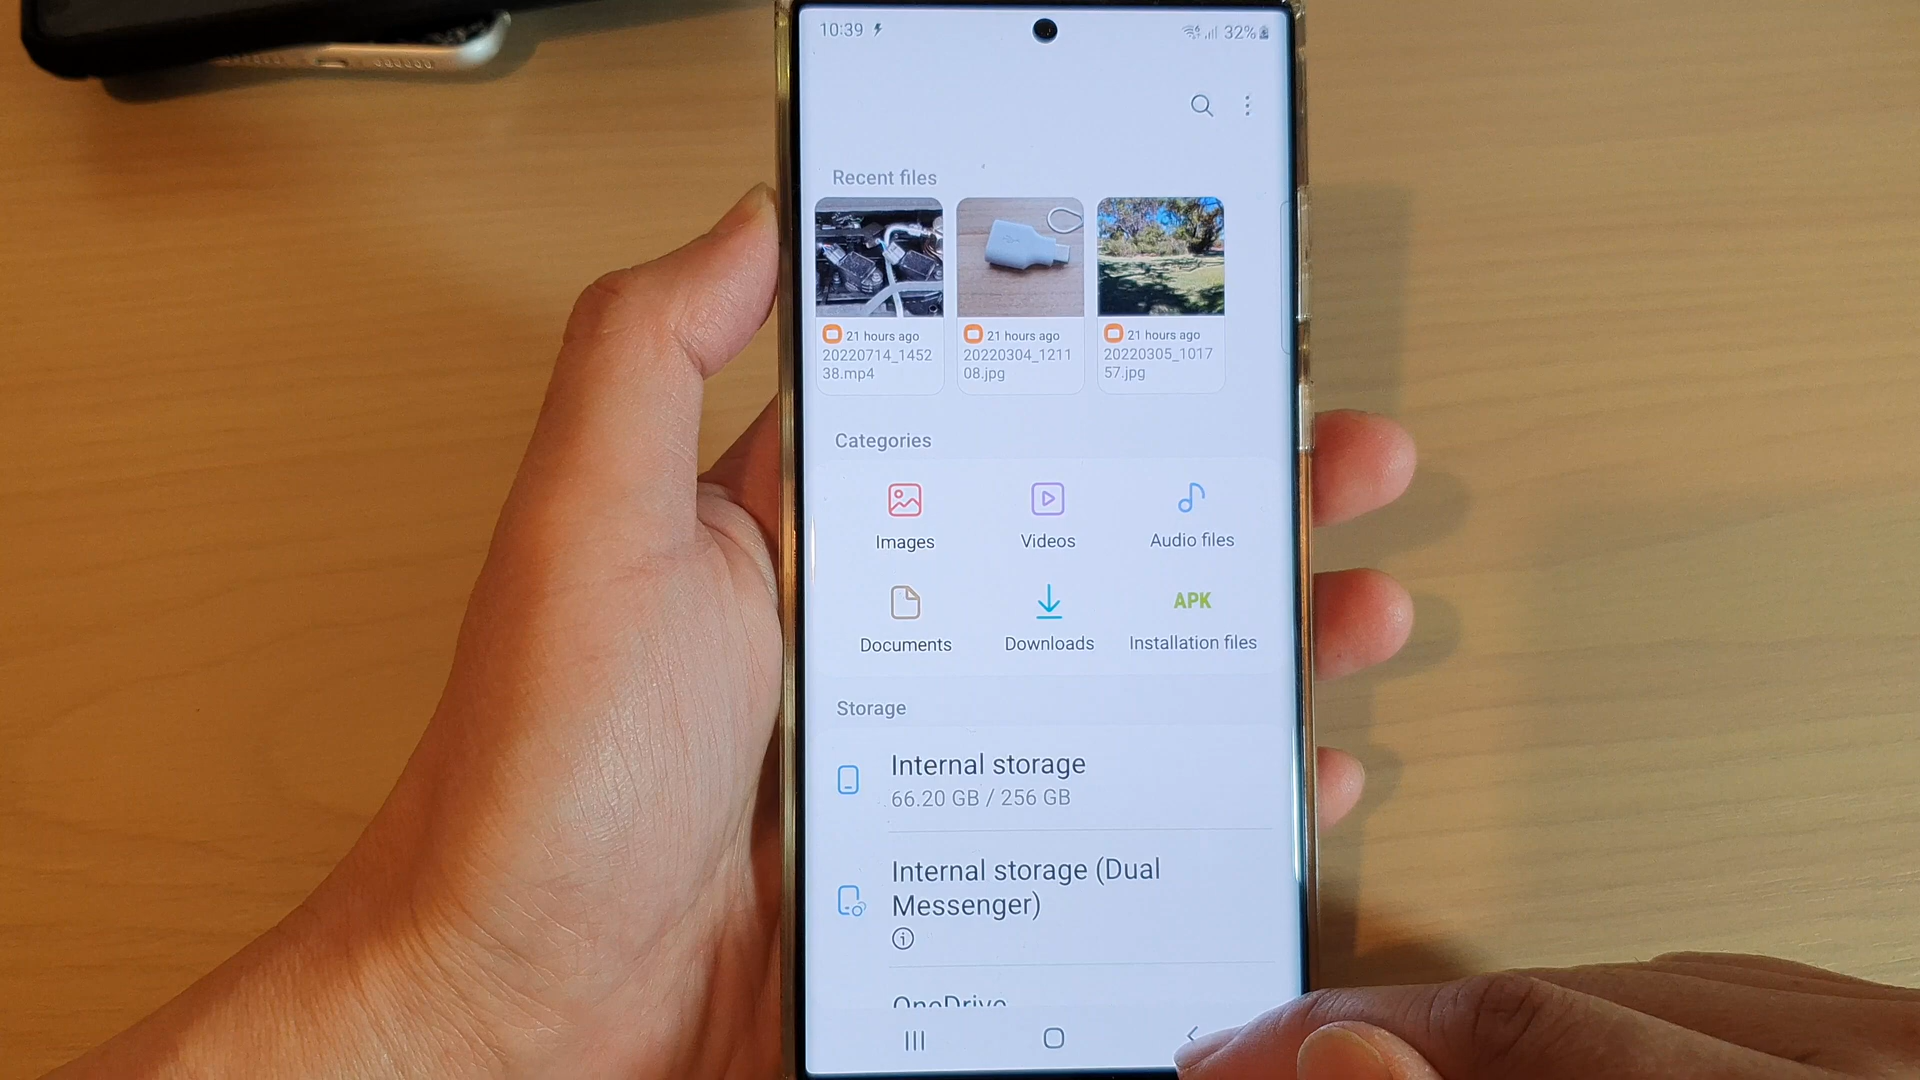 10:39 32%
Recent files
21 hours ago 21 hours ago 21 hours ago
20220714_1452 20220304_1211 20220305_1017
38.mp4 08.jpg 57.jpg
Categories
Images Videos Audio files
APK
Documents Downloads Installation files
Storage
Internal storage
66.20 GB / 256 GB
Internal storage (Dual
Messenger)
OneDrive